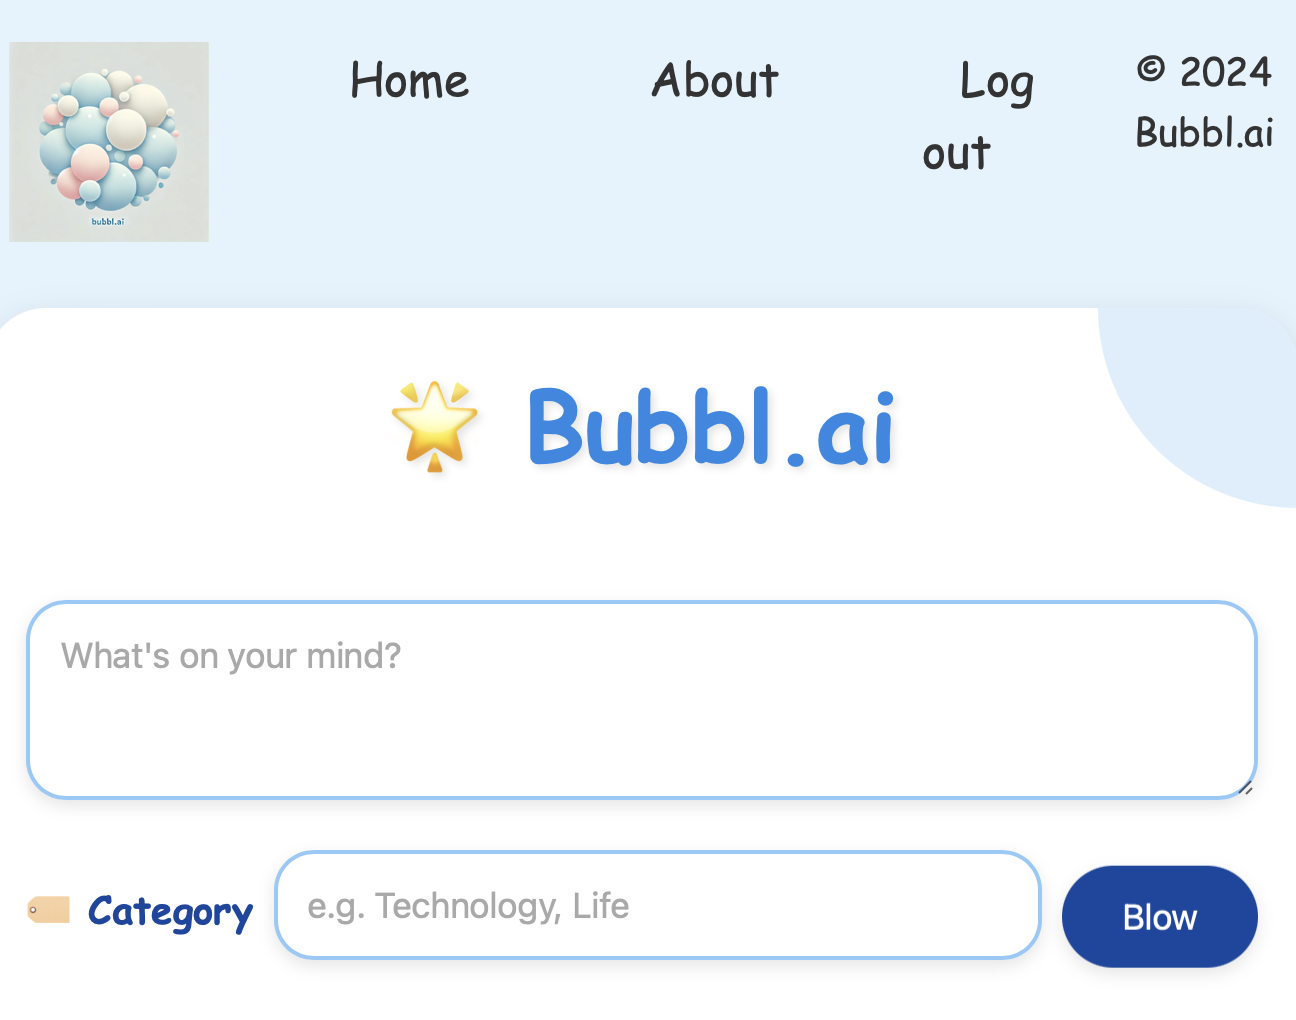 bubbl.ai
Home
About
Log
out
© 2024
Bubbl.ai
🌟 Bubbl.ai
What's on your mind?
🏷️ Category
e.g. Technology, Life
Blow